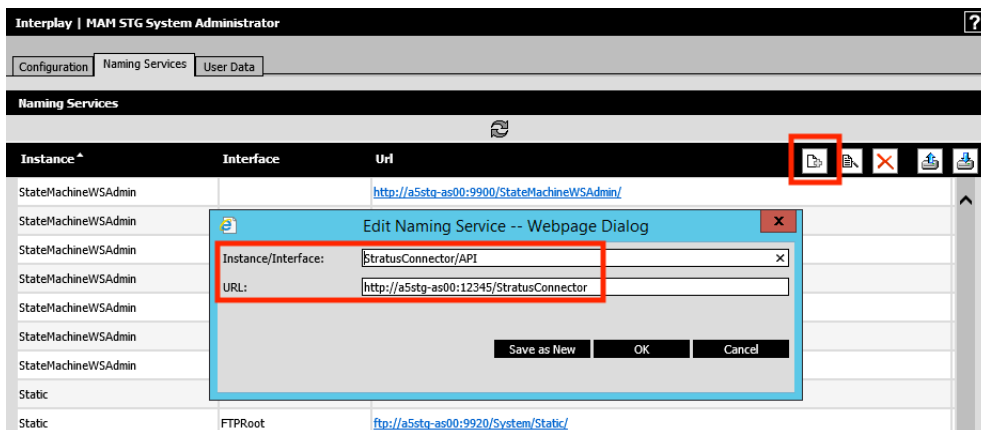 Interplay | MAM STG System Administrator
?
Configuration Naming Services User Data
Naming Services
Instance Interface Url
StateMachineWSAdmin http://a5stg-as00:9900/StateMachineWSAdmin/
StateMachineWSAdmin
Edit Naming Service -- Webpage Dialog
x
StateMachineWSAdmin
Instance/Interface: StratusConnector/API
StateMachineWSAdmin
URL: http://a5stg-as00:12345/StratusConnector
StateMachineWSAdmin
StateMachineWSAdmin
Save as New OK Cancel
StateMachineWSAdmin
Static
Static FTPRoot ftp://a5stg-as00:9920/System/Static/